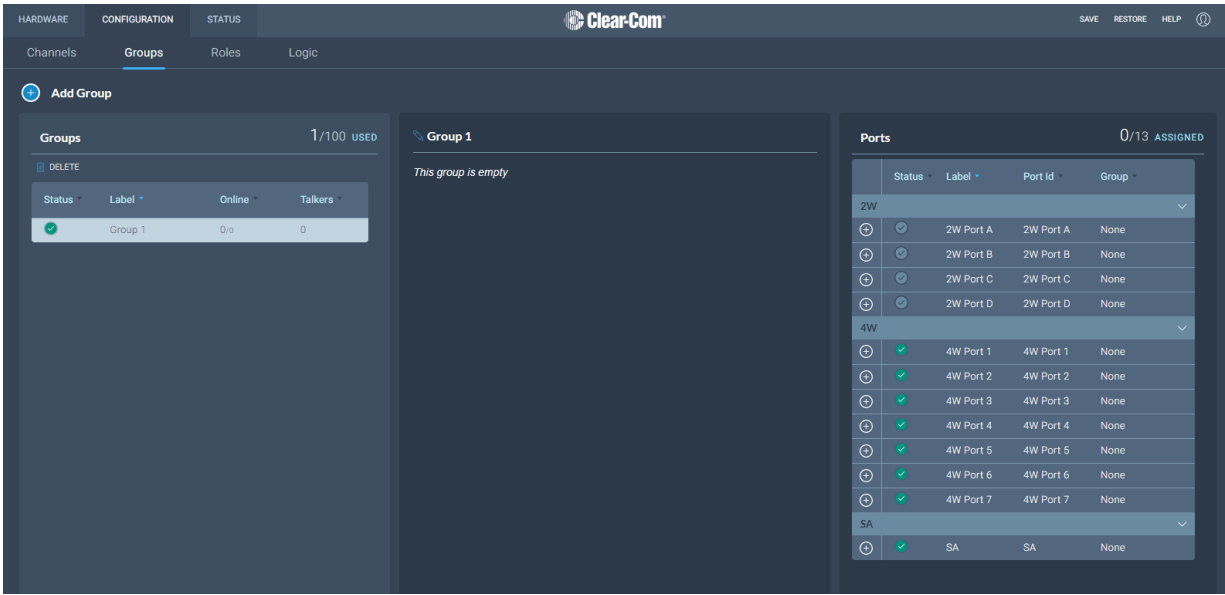 HARDWARE CONFIGURATION STATUS Clear-Com® SAVE RESTORE HELP
Channels Groups Roles Logic
Add Group
Groups 1/100 USED
DELETE
Status Label Online Talkers
Group 1 0/0 0
Group 1
This group is empty
Ports 0/13 ASSIGNED
Status Label Port Id Group
2W
2W Port A 2W Port A None
2W Port B 2W Port B None
2W Port C 2W Port C None
2W Port D 2W Port D None
4W
4W Port 1 4W Port 1 None
4W Port 2 4W Port 2 None
4W Port 3 4W Port 3 None
4W Port 4 4W Port 4 None
4W Port 5 4W Port 5 None
4W Port 6 4W Port 6 None
4W Port 7 4W Port 7 None
SA
SA SA None